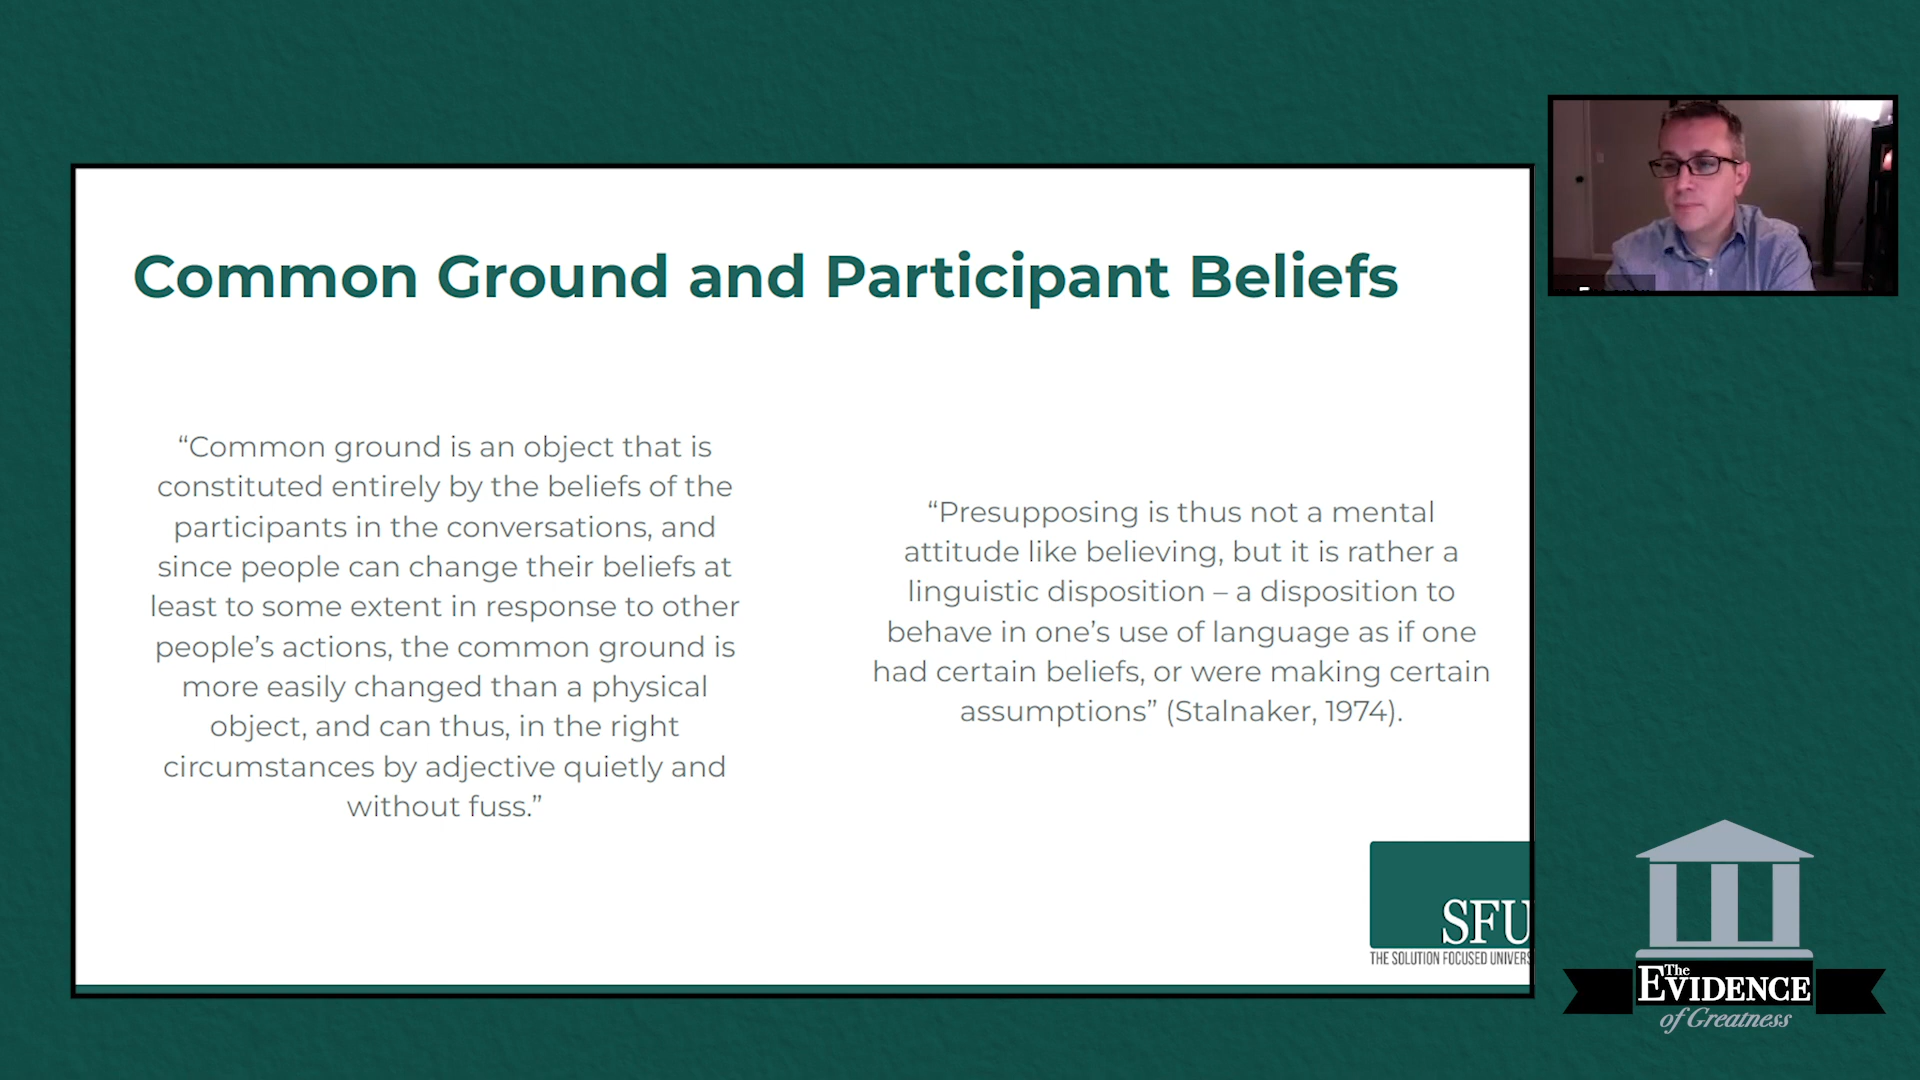 Common Ground and Participant Beliefs
“Common ground is an object that is
constituted entirely by the beliefs of the
participants in the conversations, and
since people can change their beliefs at
least to some extent in response to other
people’s actions, the common ground is
more easily changed than a physical
object, and can thus, in the right
circumstances by adjective quietly and
without fuss.”
“Presupposing is thus not a mental
attitude like believing, but it is rather a
linguistic disposition – a disposition to
behave in one’s use of language as if one
had certain beliefs, or were making certain
assumptions” (Stalnaker, 1974).
SFU
THE SOLUTION FOCUSED UNIVERS
The
EVIDENCE
of Greatness